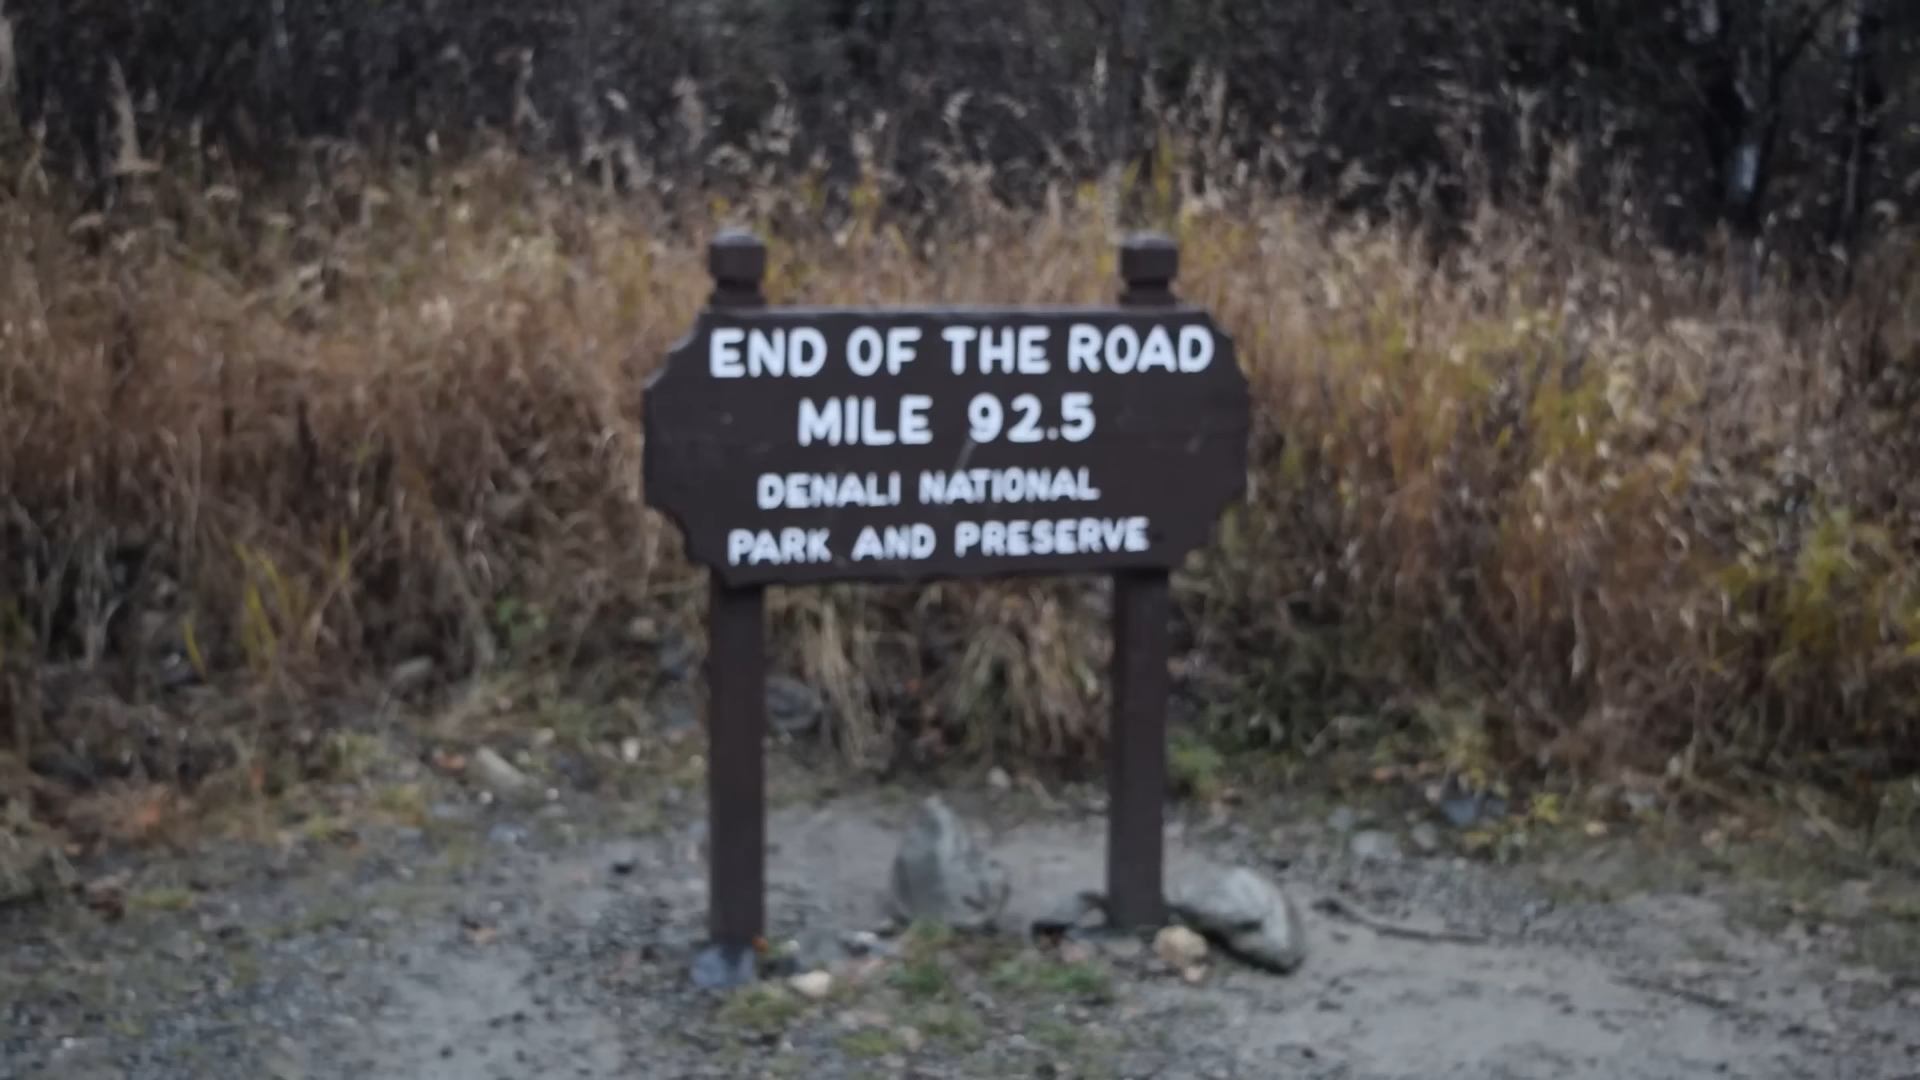 END OF THE ROAD
MILE 92.5
DENALI NATIONAL
PARK AND PRESERVE